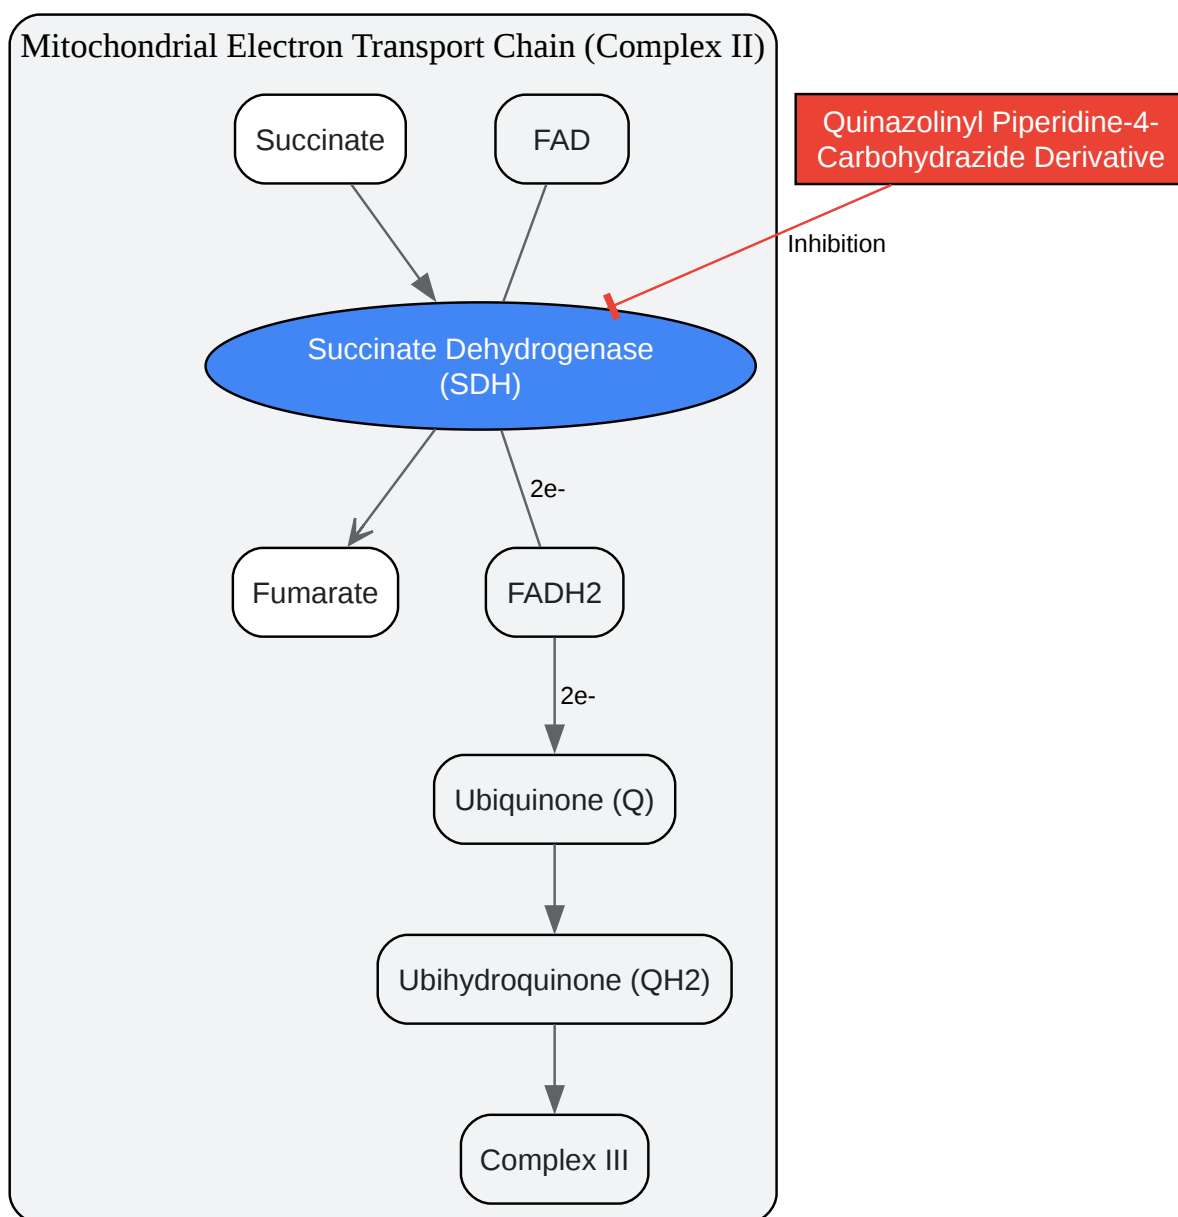 Mitochondrial Electron Transport Chain (Complex II)
Succinate
FAD
Quinazolinyl Piperidine-4-
Carbohydrazide Derivative
Inhibition
Succinate Dehydrogenase
(SDH)
2e-
Fumarate
FADH2
2e-
Ubiquinone (Q)
Ubihydroquinone (QH2)
Complex III